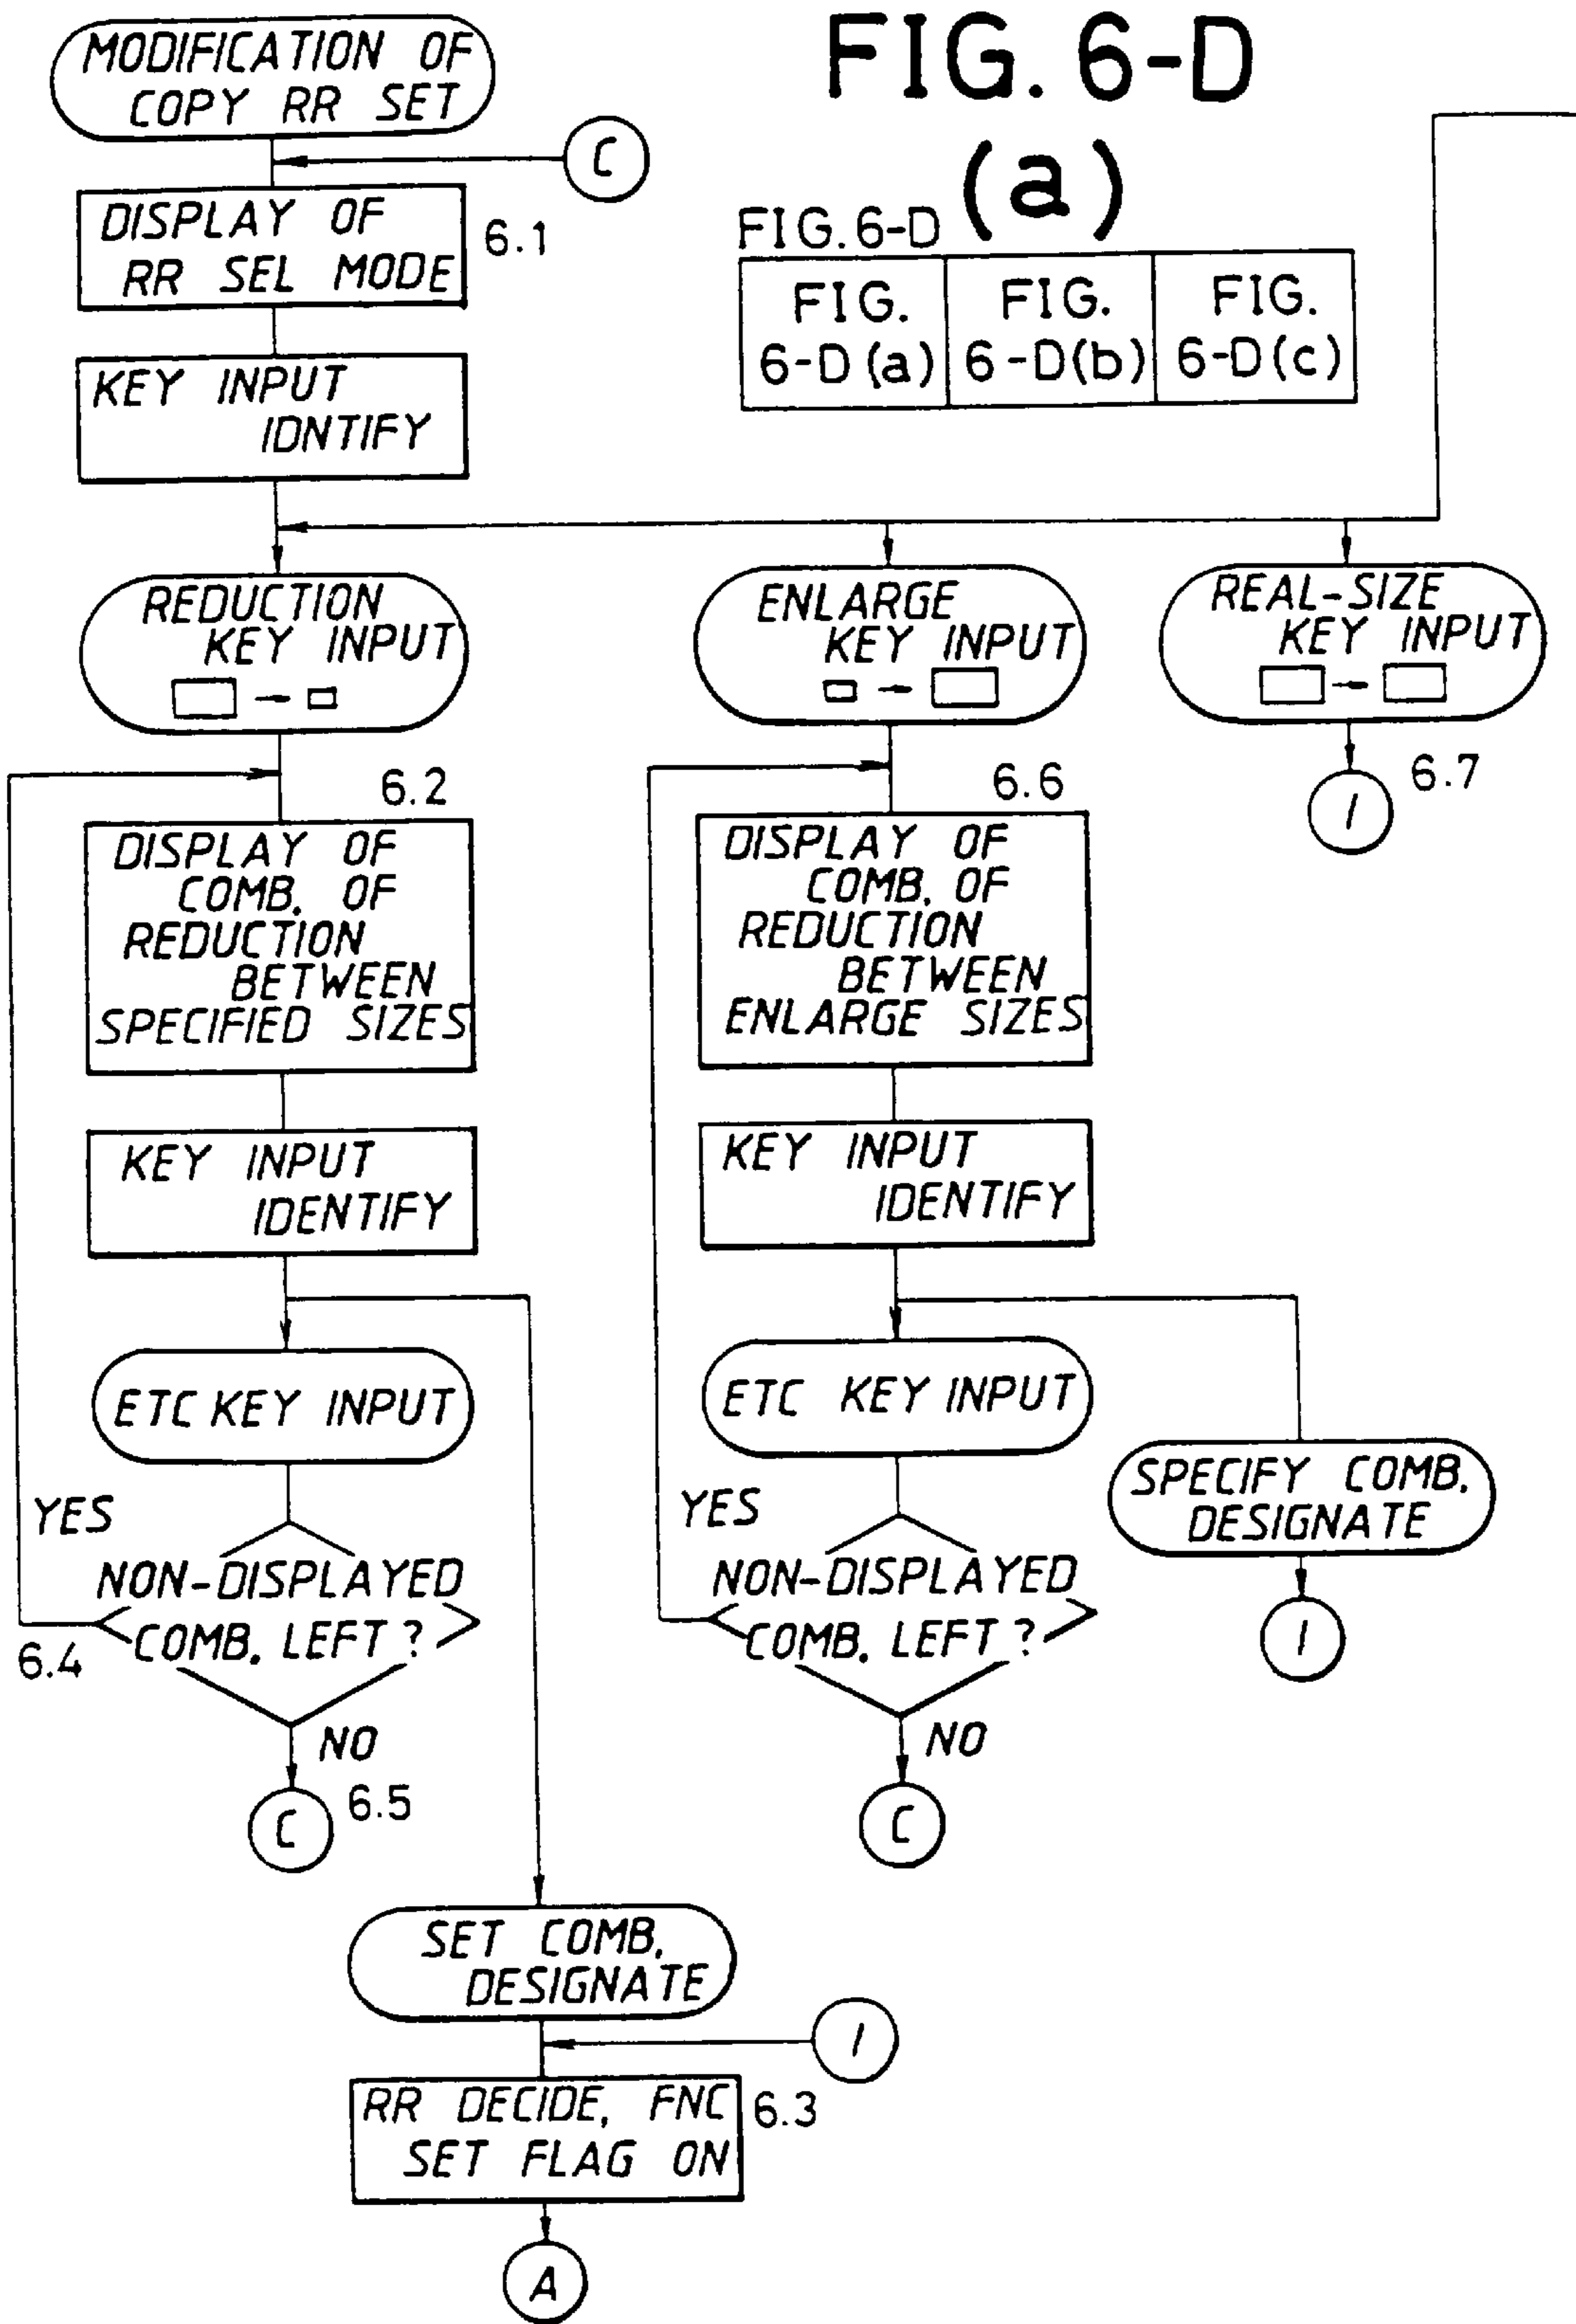 FIG. 6-D
(a)
MODIFICATION OF
COPY RR SET
C
DISPLAY OF
RR SEL MODE
6.1
FIG. 6-D
FIG.
6-D(a)
FIG.
6-D(b)
FIG.
6-D(c)
KEY INPUT
IDNTIFY
REDUCTION
KEY INPUT
ENLARGE
KEY INPUT
REAL-SIZE
KEY INPUT
6.2
DISPLAY OF
COMB. OF
REDUCTION
BETWEEN
SPECIFIED SIZES
6.6
DISPLAY OF
COMB. OF
REDUCTION
BETWEEN
ENLARGE SIZES
6.7
1
KEY INPUT
IDENTIFY
KEY INPUT
IDENTIFY
ETC KEY INPUT
ETC KEY INPUT
SPECIFY COMB.
DESIGNATE
1
YES
NON-DISPLAYED
COMB. LEFT ?
6.4
NO
6.5
C
YES
NON-DISPLAYED
COMB. LEFT ?
NO
C
SET COMB.
DESIGNATE
1
RR DECIDE, FNC
SET FLAG ON
6.3
A